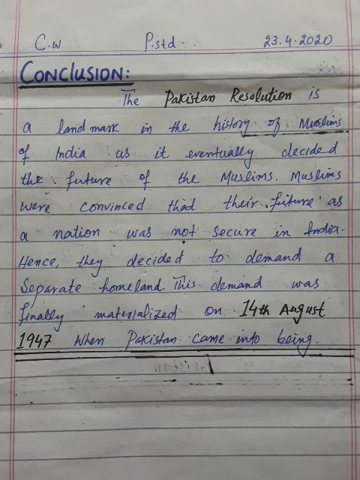 C.w P.std. 23.4.2020
CONCLUSION:
The Pakistan Resolution is
a landmark in the history of Muslims
of India as it eventually decided
the future of the Muslims. Muslims
were convinced that their future as
a nation was not secure in India.
Hence, they decided to demand a
Separate homeland. This demand was
finally materialized on 14th August
1947 When Pakistan came into being.